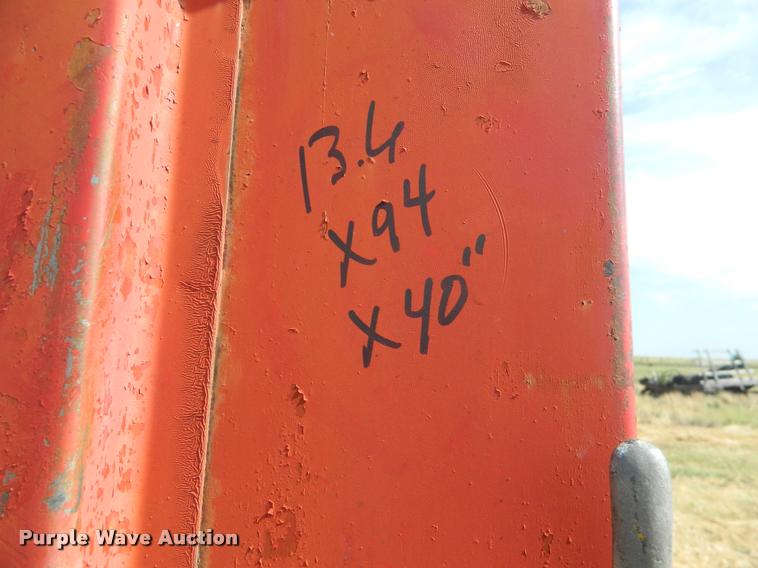 13.4
x94
x40"
Purple Wave Auction